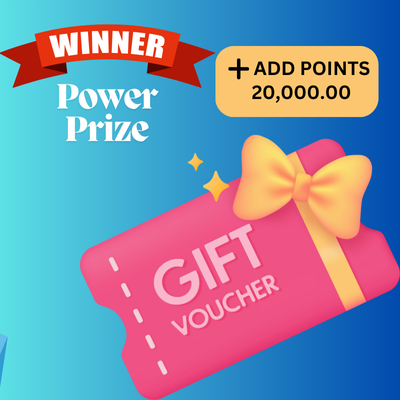 WINNER
Power
Prize
+ ADD POINTS
20,000.00
GIFT
VOUCHER